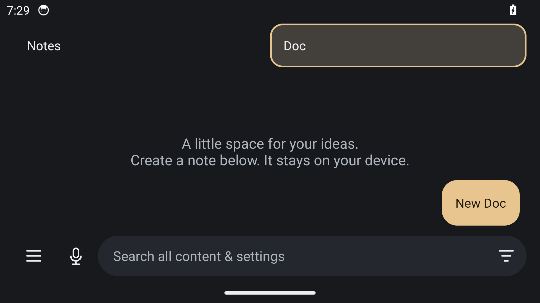 7:29
Notes
Doc
A little space for your ideas.
Create a note below. It stays on your device.
New Doc
Search all content & settings